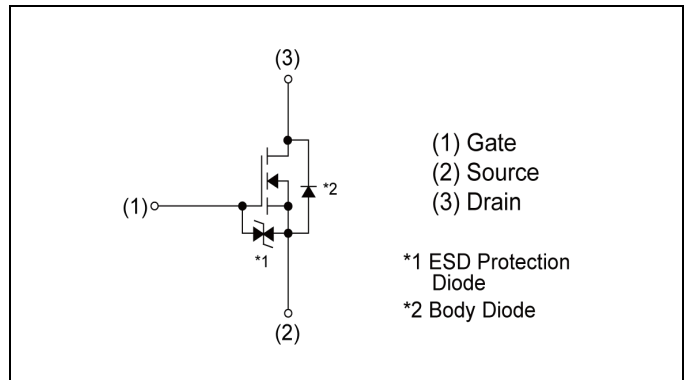 (3)
(1)
*2
*1
(2)
(1) Gate
(2) Source
(3) Drain
*1 ESD Protection
Diode
*2 Body Diode